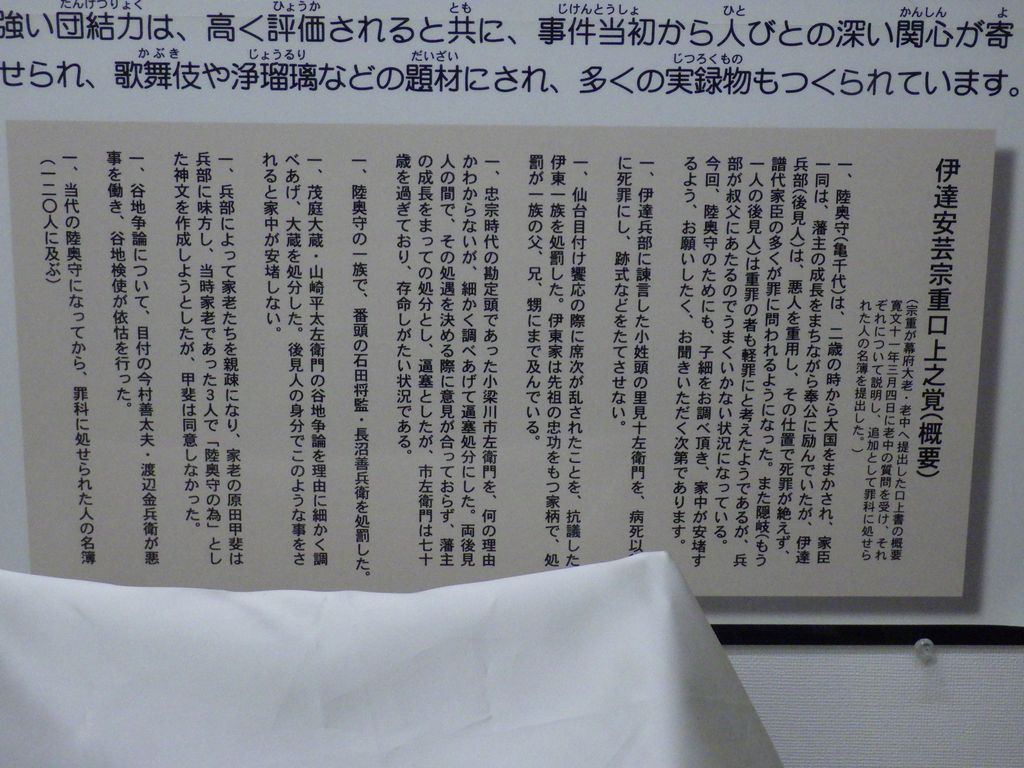 強い団結力は、高く評価されると共に、事件当初から人びとの深い関心が寄
せられ、歌舞伎や浄瑠璃などの題材にされ、多くの実録物もつくられています。
伊達安芸宗重口上之覚(概要)
(宗重が幕府大老・老中へ提出した口上書の概要
寛文十一年三月四日に老中の質問を受け、それ
ぞれについて説明し、追加として罪科に処せら
れた人の名簿を提出した。)
一、陸奥守(亀千代)は、二歳の時から大国をまかされ、家臣
一同は、藩主の成長をまちながら奉公に励んでいたが、伊達
兵部(後見人)は、悪人を重用し、その仕置で死罪が絶えず、
譜代家臣の多くが罪に問われるようになった。また隠岐(もう
一人の後見人)は重罪の者も軽罪にと考えたようであるが、兵
部が叔父にあたるのでうまくいかない状況になっている。
今回、陸奥守のためにも、子細をお調べ頂き、家中が安堵す
るよう、お願いしたく、お聞きいただく次第であります。
一、伊達兵部に諫言した小姓頭の里見十左衛門を、病死以
に死罪にし、跡式などをたてさせない。
一、仙台目付け饗応の際に席次が乱されたことを、抗議した
伊東一族を処罰した。伊東家は先祖の忠功をもつ家柄で、処
罰が一族の父、兄、甥にまで及んでいる。
一、忠宗時代の勘定頭であった小梁川市左衛門を、何の理由
かわからないが、細かく調べあげて逼塞処分にした。両後見
人の間で、その処遇を決める際に意見が合っておらず、藩主
の成長をまっての処分とし、逼塞としたが、市左衛門は七十
歳を過ぎており、存命しがたい状況である。
一、陸奥守の一族で、番頭の石田将監・長沼善兵衛を処罰した。
一、茂庭大蔵・山崎平太左衛門の谷地争論を理由に細かく調
べあげ、大蔵を処分した。後見人の身分でこのような事をさ
れると家中が安堵しない。
一、兵部によって家老たちを親疎になり、家老の原田甲斐は
兵部に味方し、当時家老であった3人で「陸奥守の為」とし
た神文を作成しようとしたが、甲斐は同意しなかった。
一、谷地争論について、目付の今村善太夫・渡辺金兵衛が悪
事を働き、谷地検使が依怙を行った。
一、当代の陸奥守になってから、罪科に処せられた人の名簿
(一二〇人に及ぶ)